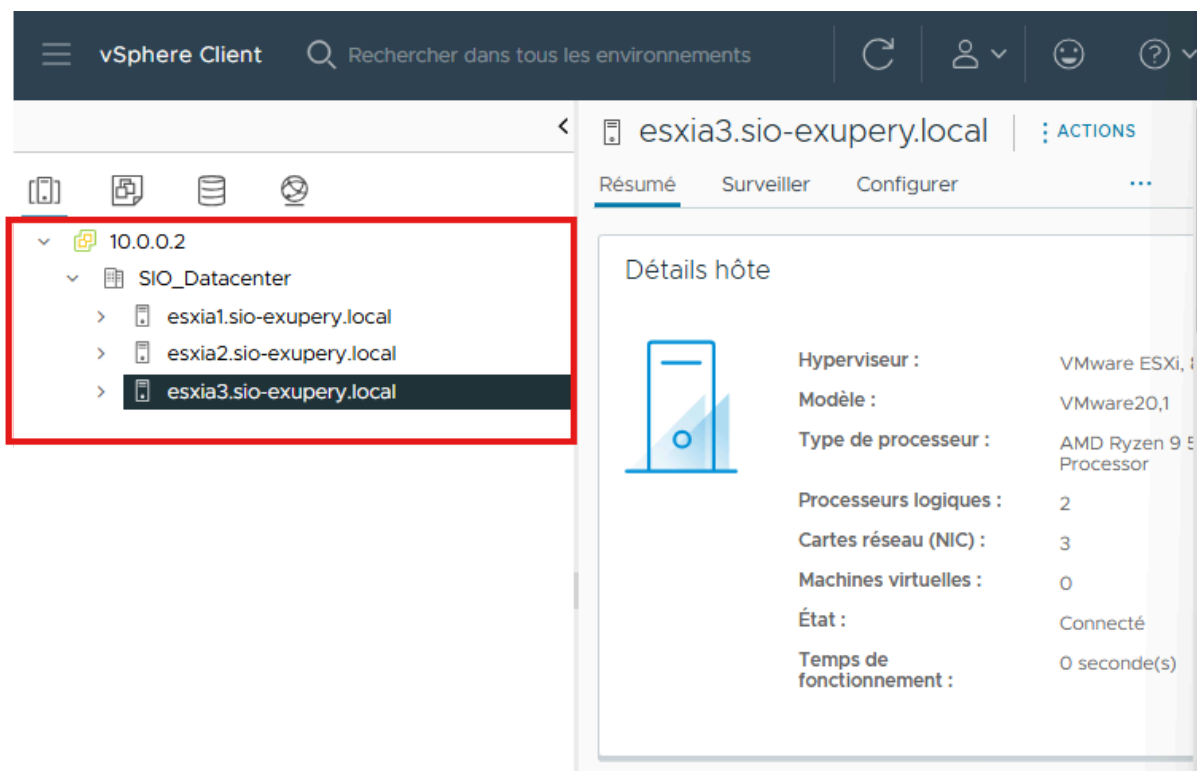 vSphere Client
Rechercher dans tous les environnements
esxia3.sio-exupery.local
ACTIONS
Résumé
Surveiller
Configurer
10.0.0.2
SIO_Datacenter
esxia1.sio-exupery.local
esxia2.sio-exupery.local
esxia3.sio-exupery.local
Détails hôte
Hyperviseur :
VMware ESXi,
Modèle :
VMware20,1
Type de processeur :
AMD Ryzen 9
Processor
Processeurs logiques :
2
Cartes réseau (NIC) :
3
Machines virtuelles :
0
État :
Connecté
Temps de
fonctionnement :
0 seconde(s)